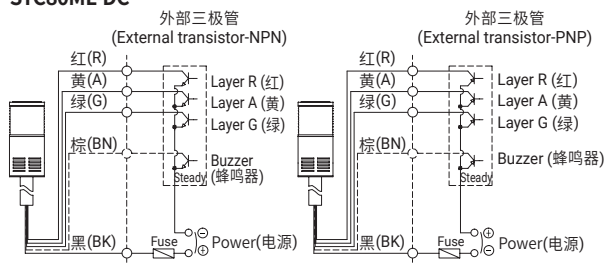 STC80ME-DC
外部三极管
(External transistor-NPN)
红(R)
黄(A)
绿(G)
棕(BN)
黑(BK)
Layer R (红)
Layer A (黄)
Layer G (绿)
Buzzer
(蜂鸣器)
Steady
Fuse
⊖
⊕
Power(电源)
外部三极管
(External transistor-PNP)
红(R)
黄(A)
绿(G)
棕(BN)
黑(BK)
Layer R (红)
Layer A (黄)
Layer G (绿)
Buzzer (蜂鸣器)
Steady
Fuse
⊕
⊖
Power(电源)